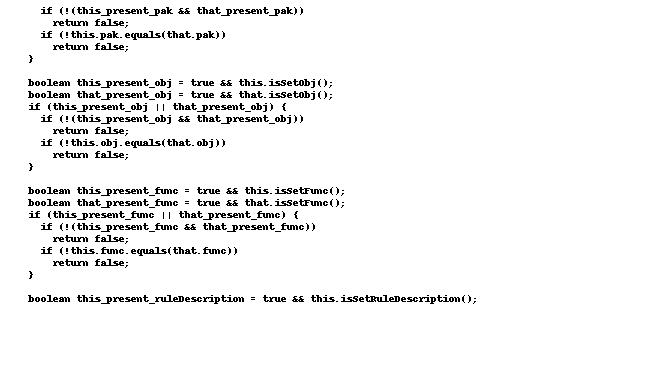 if (!(this_present_pak && that_present_pak))
      return false;
    if (!this.pak.equals(that.pak))
      return false;
  }

  boolean this_present_obj = true && this.isSetObj();
  boolean that_present_obj = true && that.isSetObj();
  if (this_present_obj || that_present_obj) {
    if (!(this_present_obj && that_present_obj))
      return false;
    if (!this.obj.equals(that.obj))
      return false;
  }

  boolean this_present_func = true && this.isSetFunc();
  boolean that_present_func = true && that.isSetFunc();
  if (this_present_func || that_present_func) {
    if (!(this_present_func && that_present_func))
      return false;
    if (!this.func.equals(that.func))
      return false;
  }

  boolean this_present_ruleDescription = true && this.isSetRuleDescription();